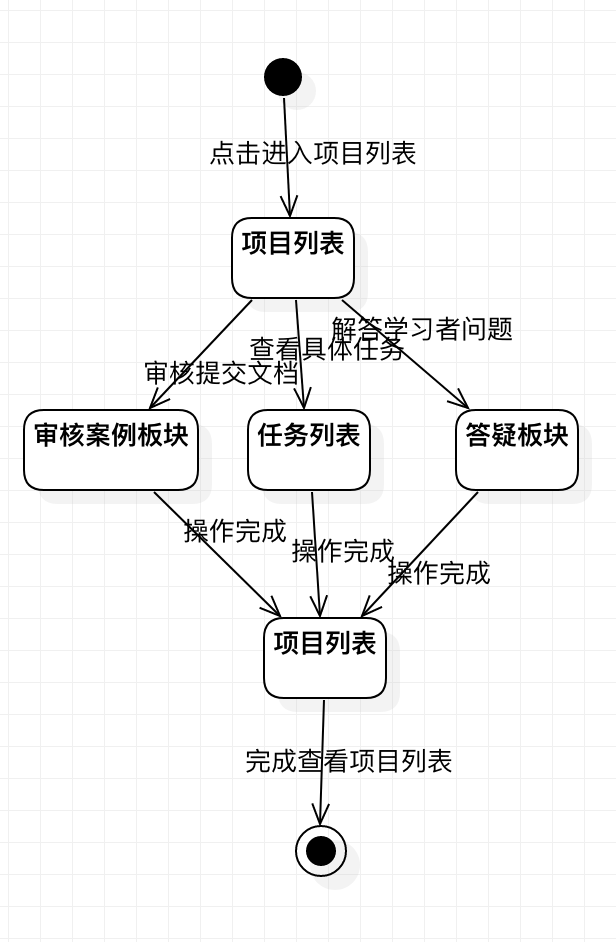 点击进入项目列表
项目列表
解答学习者问题
查看具体任务
审核提交文档
审核案例板块
任务列表
答疑板块
操作完成
操作完成
操作完成
项目列表
完成查看项目列表